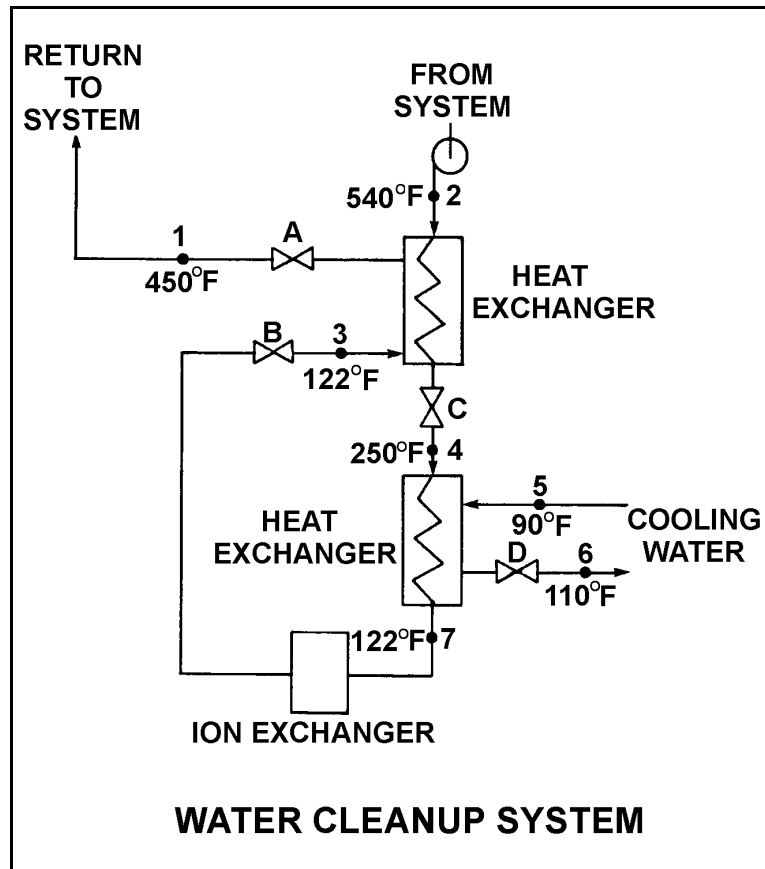 RETURN
TO
SYSTEM
FROM
SYSTEM
540°F 2
1
A
450°F
HEAT
EXCHANGER
B
3
122°F
C
250°F 4
HEAT
EXCHANGER
5
90°F
COOLING
WATER
D
6
110°F
122°F 7
ION EXCHANGER
WATER CLEANUP SYSTEM